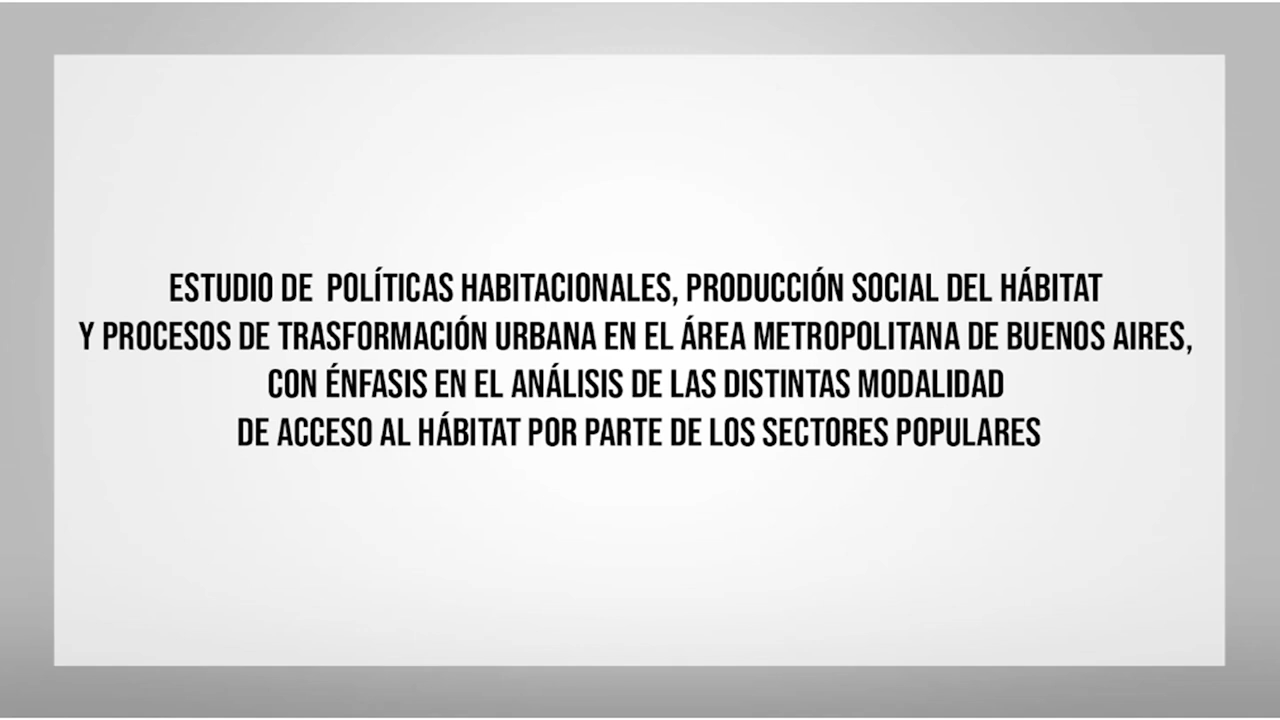 ESTUDIO DE  POLÍTICAS HABITACIONALES, PRODUCCIÓN SOCIAL DEL HÁBITAT
Y PROCESOS DE TRASFORMACIÓN URBANA EN EL ÁREA METROPOLITANA DE BUENOS AIRES,
CON ÉNFASIS EN EL ANÁLISIS DE LAS DISTINTAS MODALIDAD
DE ACCESO AL HÁBITAT POR PARTE DE LOS SECTORES POPULARES